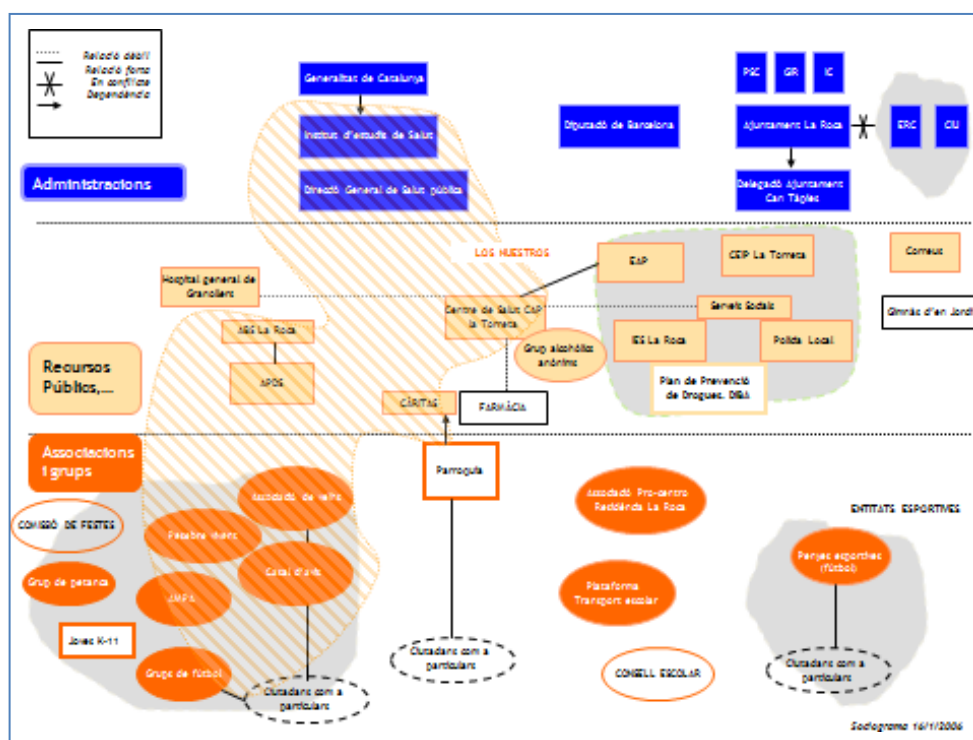 Relació dèbil
Relació forta
En conflicte
Dependència
PSC
GIR
IC
Generalitat de Catalunya
Institut d'estudis de Salut
Diputació de Barcelona
Ajuntament La Roca
ERC
CIU
Administracions
Direcció General de Salut pública
Delegació Ajuntament
Can Tàpies
LOS NUESTROS
EAP
CEIP La Torreta
Correus
Hospital general de
Granollers
Centre de Salut CAP
la Torreta
Serveis Socials
Gimnàs d'en Jordi
ABS La Roca
Grup alcohòlics
anònims
IES La Roca
Policia Local
Recursos
Públics,...
APDS
Plan de Prevenció
de Drogues. DIBA
CÀRITAS
FARMÀCIA
Associacions
i grups
Parroquia
Associació de veïns
Associació Pro-centro
Residència La Roca
COMISSIÓ DE FESTES
ENTITATS ESPORTIVES
Pesebre vivent
Penyes esportives
(fútbol)
Grup de petanca
Casal d'avis
AMPA
Plataforma
Transport escolar
Joves K-11
Ciutadans com a
particulars
Grups de fútbol
Ciutadans com a
particulars
CONSELL ESCOLAR
Ciutadans com a
particulars
Sociograma 16/1/2006